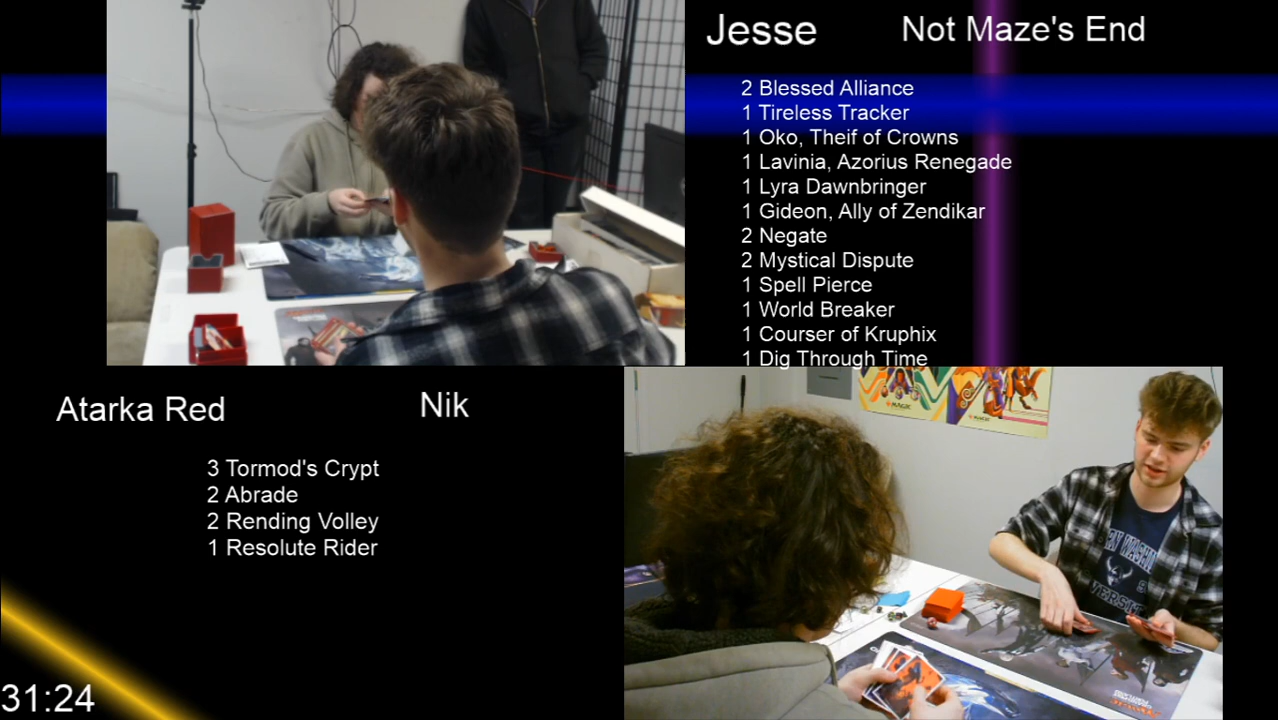 Jesse
Not Maze's End
2 Blessed Alliance
1 Tireless Tracker
1 Oko, Theif of Crowns
1 Lavinia, Azorius Renegade
1 Lyra Dawnbringer
1 Gideon, Ally of Zendikar
2 Negate
2 Mystical Dispute
1 Spell Pierce
1 World Breaker
1 Courser of Kruphix
1 Dig Through Time
Atarka Red
Nik
3 Tormod's Crypt
2 Abrade
2 Rending Volley
1 Resolute Rider
31:24